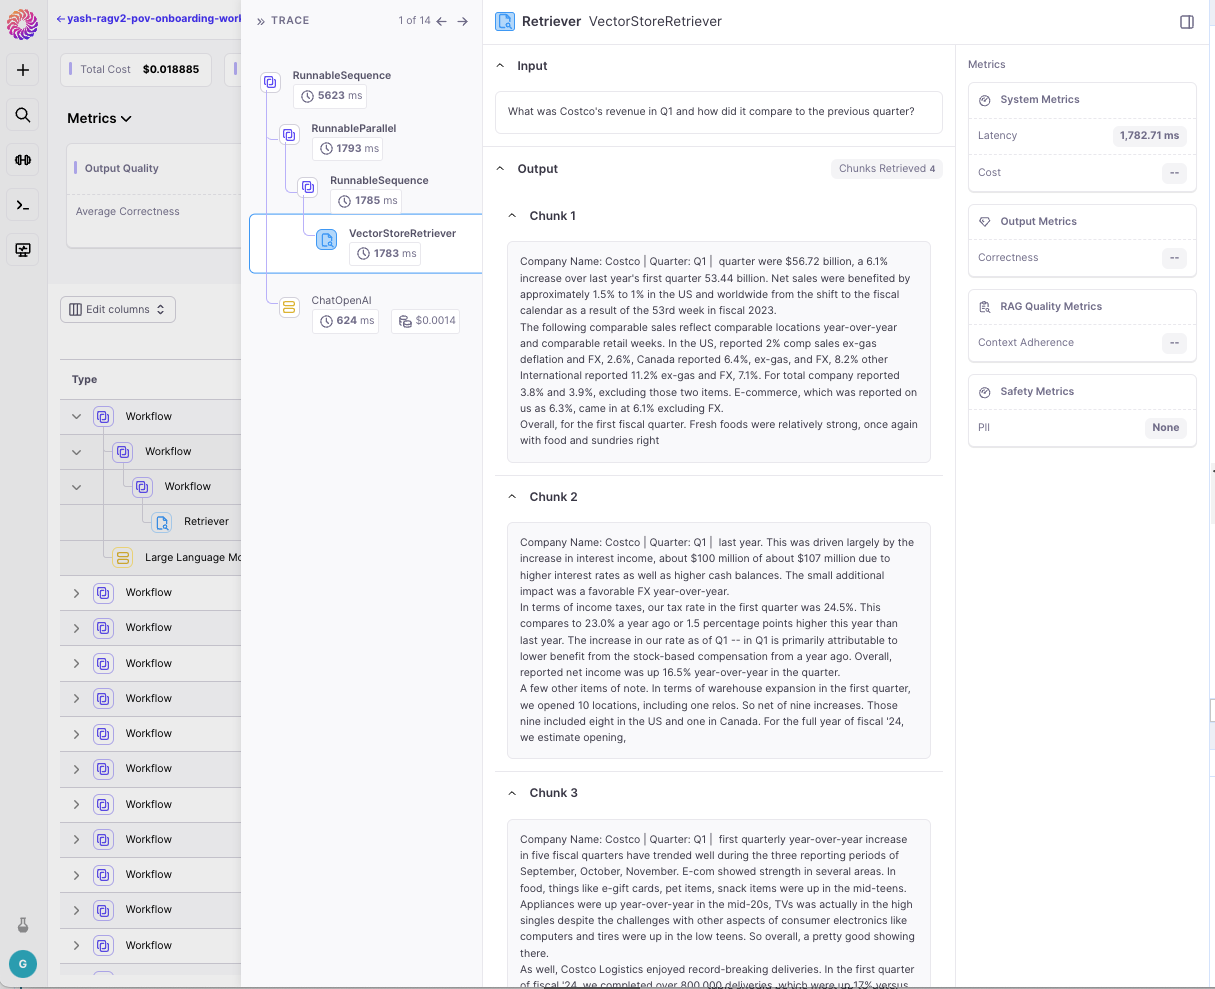 yash-ragv2-pov-onboarding-worl
Total Cost $0.018885
Metrics
Output Quality
Average Correctness
Edit columns
Type
Workflow
Workflow
Workflow
Retriever
Large Language Mo
Workflow
Workflow
Workflow
Workflow
Workflow
Workflow
Workflow
Workflow
Workflow
Workflow
Workflow
G
TRACE
1 of 14
RunnableSequence
5623 ms
RunnableParallel
1793 ms
RunnableSequence
1785 ms
VectorStoreRetriever
1783 ms
ChatOpenAI
624 ms $0.0014
Retriever VectorStoreRetriever
Input
What was Costco's revenue in Q1 and how did it compare to the previous quarter?
Output
Chunks Retrieved 4
Chunk 1
Company Name: Costco | Quarter: Q1 | quarter were $56.72 billion, a 6.1%
increase over last year's first quarter 53.44 billion. Net sales were benefited by
approximately 1.5% to 1% in the US and worldwide from the shift to the fiscal
calendar as a result of the 53rd week in fiscal 2023.
The following comparable sales reflect comparable locations year-over-year
and comparable retail weeks. In the US, reported 2% comp sales ex-gas
deflation and FX, 2.6%, Canada reported 6.4%, ex-gas, and FX, 8.2% other
International reported 11.2% ex-gas and FX, 7.1%. For total company reported
3.8% and 3.9%, excluding those two items. E-commerce, which was reported on
us as 6.3%, came in at 6.1% excluding FX.
Overall, for the first fiscal quarter. Fresh foods were relatively strong, once again
with food and sundries right
Chunk 2
Company Name: Costco | Quarter: Q1 | last year. This was driven largely by the
increase in interest income, about $100 million of about $107 million due to
higher interest rates as well as higher cash balances. The small additional
impact was a favorable FX year-over-year.
In terms of income taxes, our tax rate in the first quarter was 24.5%. This
compares to 23.0% a year ago or 1.5 percentage points higher this year than
last year. The increase in our rate as of Q1 -- in Q1 is primarily attributable to
lower benefit from the stock-based compensation from a year ago. Overall,
reported net income was up 16.5% year-over-year in the quarter.
A few other items of note. In terms of warehouse expansion in the first quarter,
we opened 10 locations, including one relos. So net of nine increases. Those
nine included eight in the US and one in Canada. For the full year of fiscal '24,
we estimate opening,
Chunk 3
Company Name: Costco | Quarter: Q1 | first quarterly year-over-year increase
in five fiscal quarters have trended well during the three reporting periods of
September, October, November. E-com showed strength in several areas. In
food, things like e-gift cards, pet items, snack items were up in the mid-teens.
Appliances were up year-over-year in the mid-20s, TVs was actually in the high
singles despite the challenges with other aspects of consumer electronics like
computers and tires were up in the low teens. So overall, a pretty good showing
there.
As well, Costco Logistics enjoyed record-breaking deliveries. In the first quarter
of fiscal '24, we completed over 800,000 deliveries, which were up 17% versus
Metrics
System Metrics
Latency 1,782.71 ms
Cost --
Output Metrics
Correctness --
RAG Quality Metrics
Context Adherence --
Safety Metrics
PII None